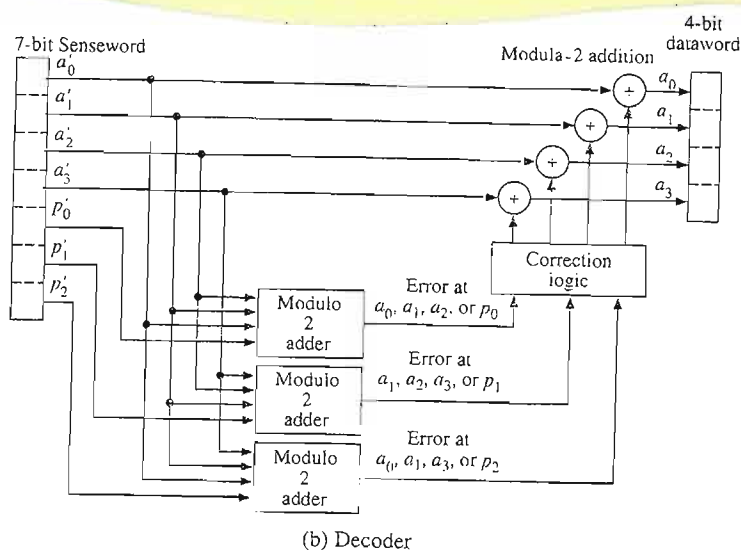 7-bit Senseword
4-bit
dataword
Modula-2 addition
a′0
a′1
a′2
a′3
p′0
p′1
p′2
+
+
+
+
a0
a1
a2
a3
Correction
logic
Modulo
2
adder
Error at
a0, a1, a2, or p0
Modulo
2
adder
Error at
a1, a2, a3, or p1
Modulo
2
adder
Error at
a0, a1, a3, or p2
(b) Decoder